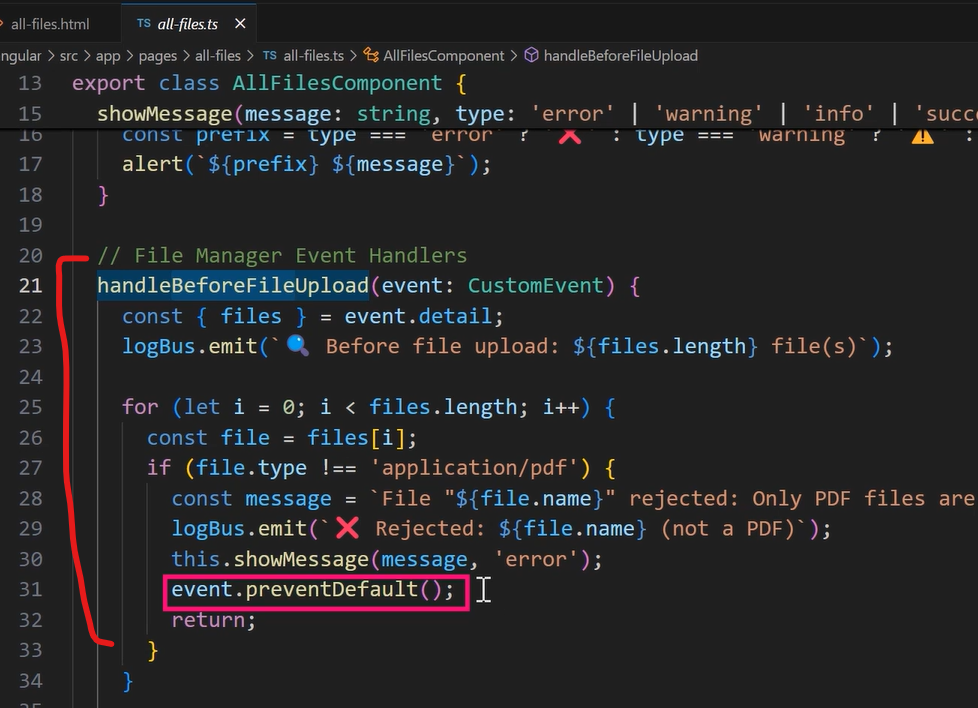 all-files.html TS all-files.ts ✕
ngular > src > app > pages > all-files > TS all-files.ts > AllFilesComponent > handleBeforeFileUpload
13 export class AllFilesComponent {
15 showMessage(message: string, type: 'error' | 'warning' | 'info' | 'succ
16 const prefix = type === 'error' ? '❌' : type === 'warning' ? '⚠️' :
17 alert(`${prefix} ${message}`);
18 }
19
20 // File Manager Event Handlers
21 handleBeforeFileUpload(event: CustomEvent) {
22 const { files } = event.detail;
23 logBus.emit(`🔍 Before file upload: ${files.length} file(s)`);
24
25 for (let i = 0; i < files.length; i++) {
26 const file = files[i];
27 if (file.type !== 'application/pdf') {
28 const message = `File "${file.name}" rejected: Only PDF files are
29 logBus.emit(`❌ Rejected: ${file.name} (not a PDF)`);
30 this.showMessage(message, 'error');
31 event.preventDefault();
32 return;
33 }
34 }
35